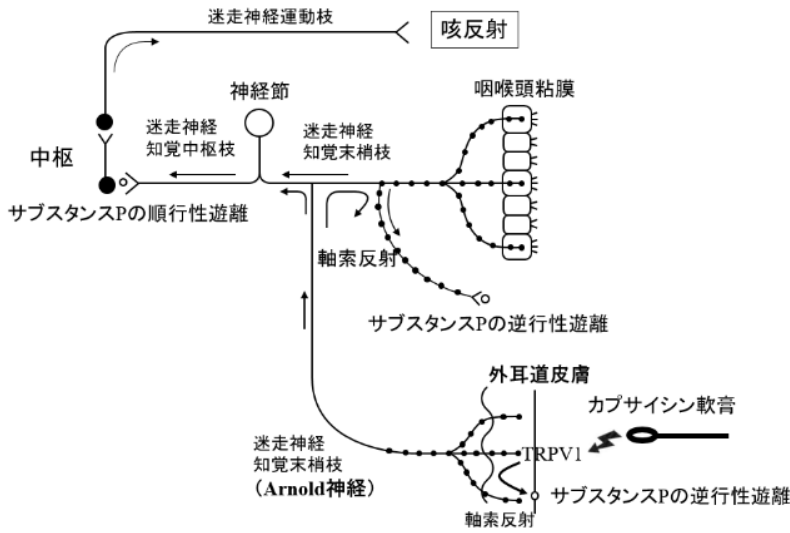 迷走神経運動枝
咳反射
神経節
咽喉頭粘膜
迷走神経
知覚中枢枝
迷走神経
知覚末梢枝
中枢
サブスタンスPの順行性遊離
軸索反射
サブスタンスPの逆行性遊離
外耳道皮膚
カプサイシン軟膏
迷走神経
知覚末梢枝
（Arnold神経）
TRPV1
サブスタンスPの逆行性遊離
軸索反射